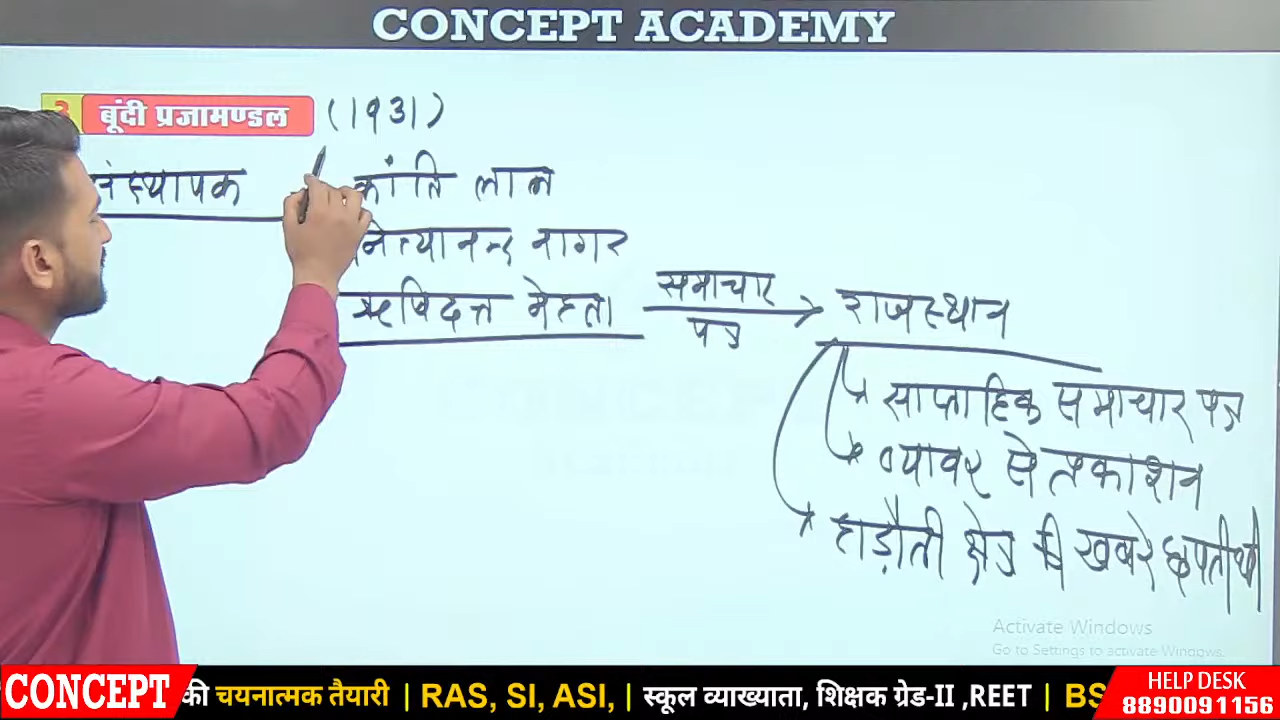 CONCEPT ACADEMY
3 बूंदी प्रजामण्डल (1931)
संस्थापक कांति लाल
नित्यानन्द नागर
ऋषिदत्त मेहता समाचार पत्र राजस्थान
साप्ताहिक समाचार पत्र
ब्यावर से प्रकाशन
हाड़ौती क्षेत्र की खबरे छपती थी
Activate Windows
Go to Settings to activate Windows.
CONCEPT की चयनात्मक तैयारी | RAS, SI, ASI, | स्कूल व्याख्याता, शिक्षक ग्रेड-II ,REET | BS
HELP DESK
8890091156